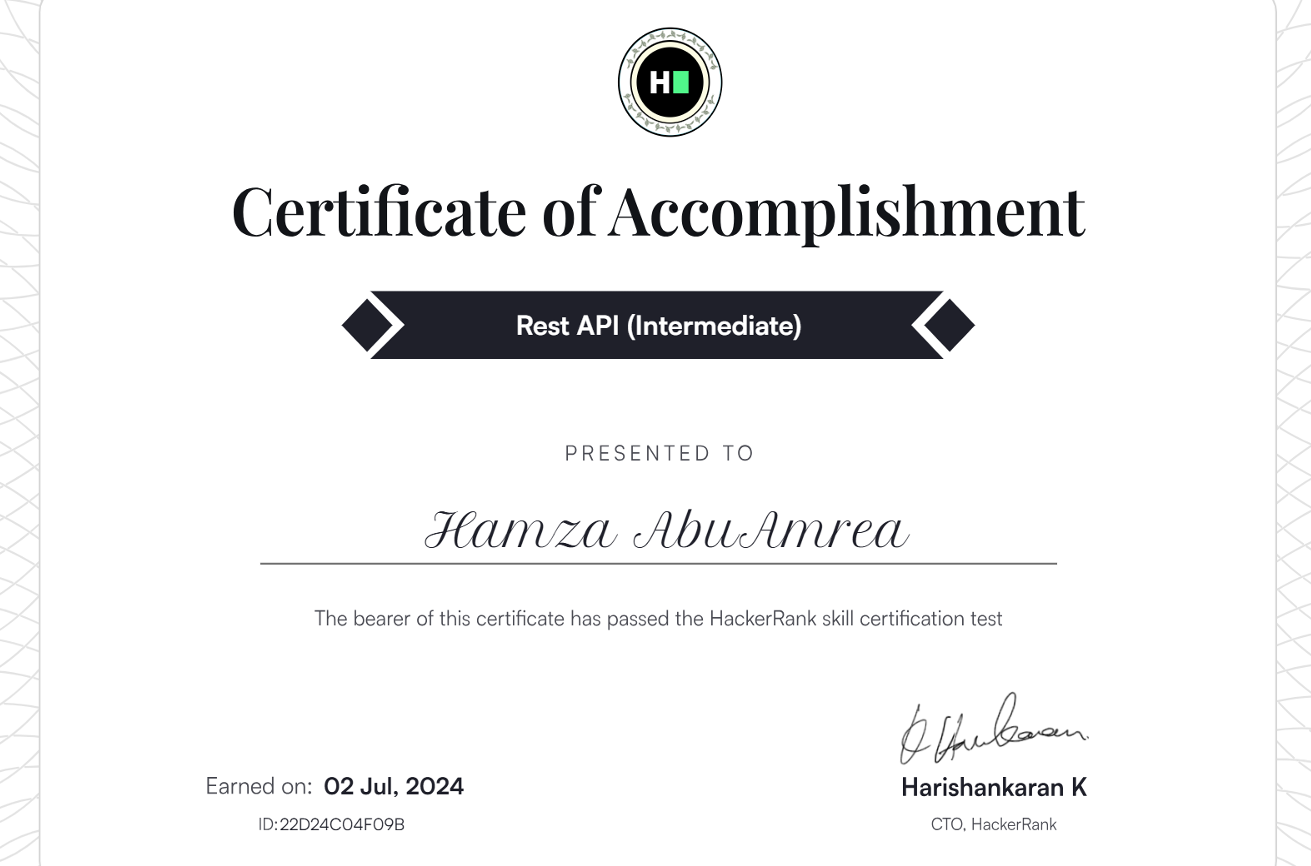 H
Certificate of Accomplishment
Rest API (Intermediate)
PRESENTED TO
Hamza AbuAmrea
The bearer of this certificate has passed the HackerRank skill certification test
Earned on: 02 Jul, 2024
ID:22D24C04F09B
Harishankaran K
CTO, HackerRank